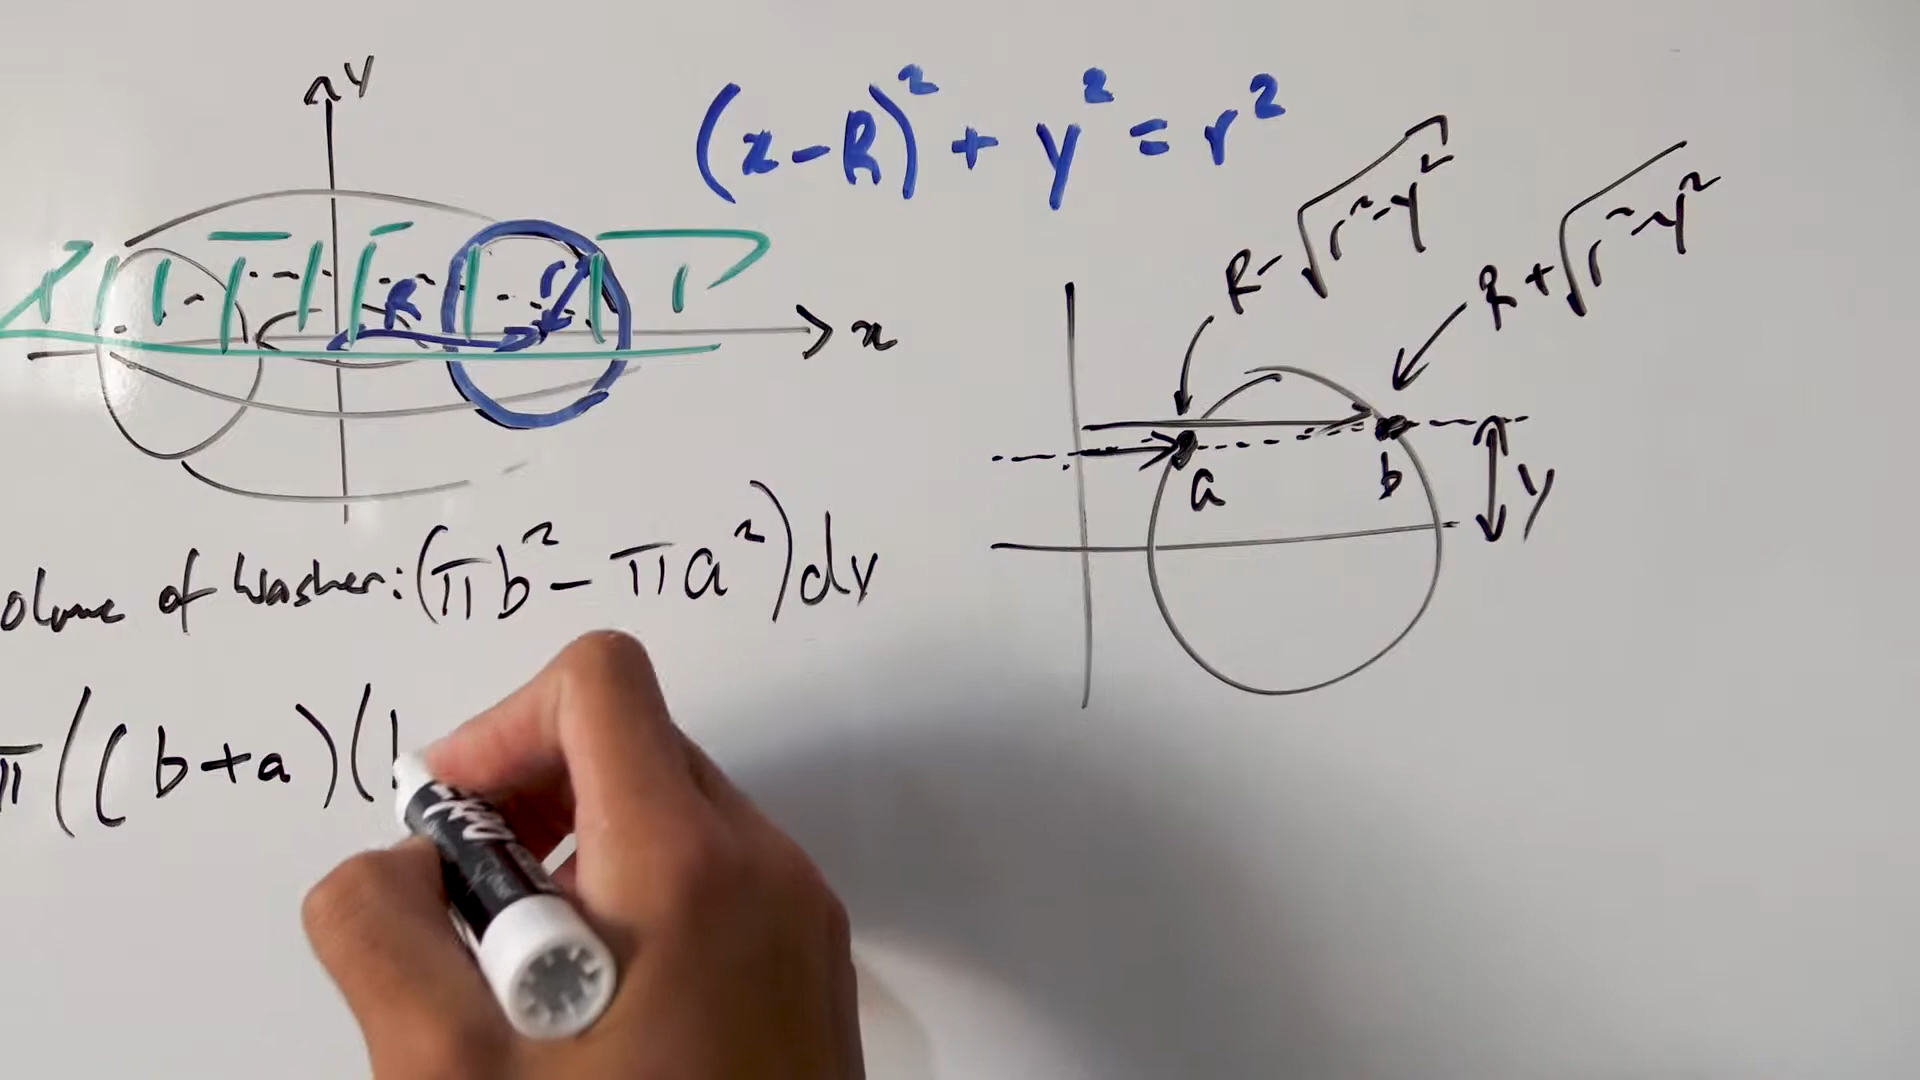 y
(x-R)² + y² = r²
R-√r²-y²
R+√r²-y²
R
r
x
a
b
y
olume of Washer: (πb² - πa²)dy
π((b+a)(b